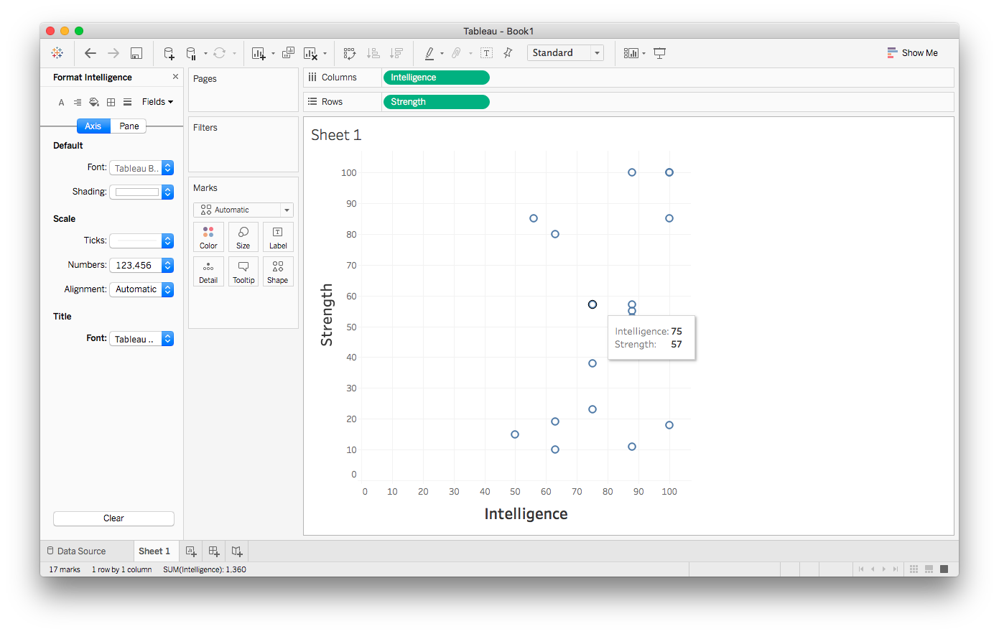 Tableau - Book1
Standard
Show Me
Format Intelligence
A
Fields
Axis
Pane
Default
Font:
Tableau B..
Shading:
Scale
Ticks:
Numbers:
123,456
Alignment:
Automatic
Title
Font:
Tableau ..
Clear
Pages
Filters
Marks
Automatic
Color
Size
Label
Detail
Tooltip
Shape
Columns
Intelligence
Rows
Strength
Sheet 1
Strength
100
90
80
70
60
50
40
30
20
10
0
Intelligence: 75
Strength: 57
0 10 20 30 40 50 60 70 80 90 100
Intelligence
Data Source
Sheet 1
17 marks
1 row by 1 column
SUM(Intelligence): 1,360